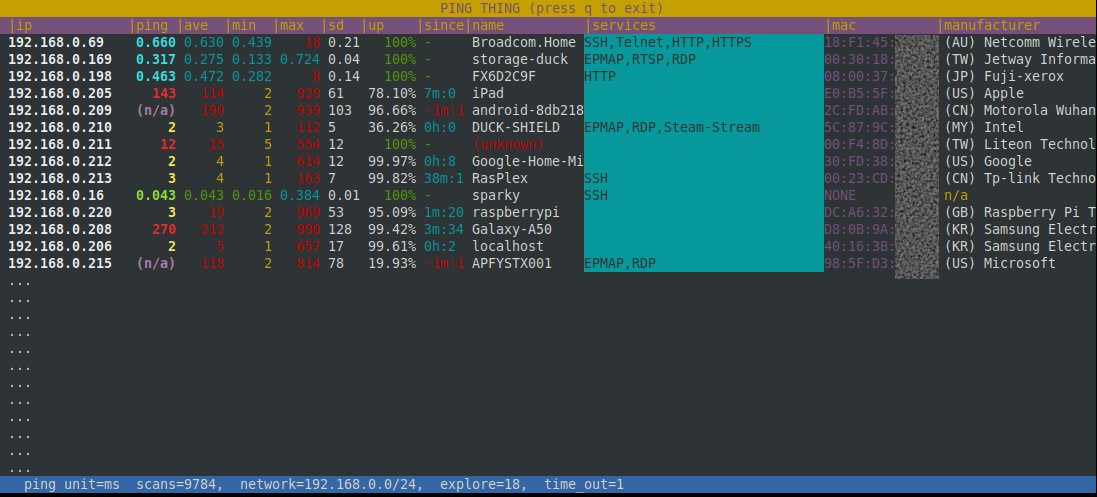 PING THING (press q to exit)
|ip |ping |ave |min |max |sd |up |since|name |services |mac |manufacturer
192.168.0.69 0.660 0.630 0.439 18 0.21 100% - Broadcom.Home SSH,Telnet,HTTP,HTTPS 18:F1:45: (AU) Netcomm Wirele
192.168.0.169 0.317 0.275 0.133 0.724 0.04 100% - storage-duck EPMAP,RTSP,RDP 00:30:18: (TW) Jetway Informa
192.168.0.198 0.463 0.472 0.282 8 0.14 100% - FX6D2C9F HTTP 08:00:37: (JP) Fuji-xerox
192.168.0.205 143 114 2 929 61 78.10% 7m:0 iPad E0:B5:5F: (US) Apple
192.168.0.209 (n/a) 190 2 939 103 96.66% -1m:1 android-8db218 2C:FD:AB: (CN) Motorola Wuhan
192.168.0.210 2 3 1 112 5 36.26% 0h:0 DUCK-SHIELD EPMAP,RDP,Steam-Stream 5C:87:9C: (MY) Intel
192.168.0.211 12 15 5 554 12 100% - (unknown) 00:F4:8D: (TW) Liteon Technol
192.168.0.212 2 4 1 614 12 99.97% 0h:8 Google-Home-Mi 30:FD:38: (US) Google
192.168.0.213 3 4 1 163 7 99.82% 38m:1 RasPlex SSH 00:23:CD: (CN) Tp-link Techno
192.168.0.16 0.043 0.043 0.016 0.384 0.01 100% sparky SSH NONE n/a
192.168.0.220 3 19 2 969 53 95.09% 1m:20 raspberrypi DC:A6:32: (GB) Raspberry Pi T
192.168.0.208 270 212 2 990 128 99.42% 3m:34 Galaxy-A50 D8:0B:9A: (KR) Samsung Electr
192.168.0.206 2 5 1 657 17 99.61% 0h:2 localhost 40:16:3B: (KR) Samsung Electr
192.168.0.215 (n/a) 118 2 814 78 19.93% -1m:1 APFYSTX001 EPMAP,RDP 98:5F:D3: (US) Microsoft
...
...
...
...
...
...
...
...
...
...
...
...
ping unit=ms scans=9784, network=192.168.0.0/24, explore=18, time_out=1